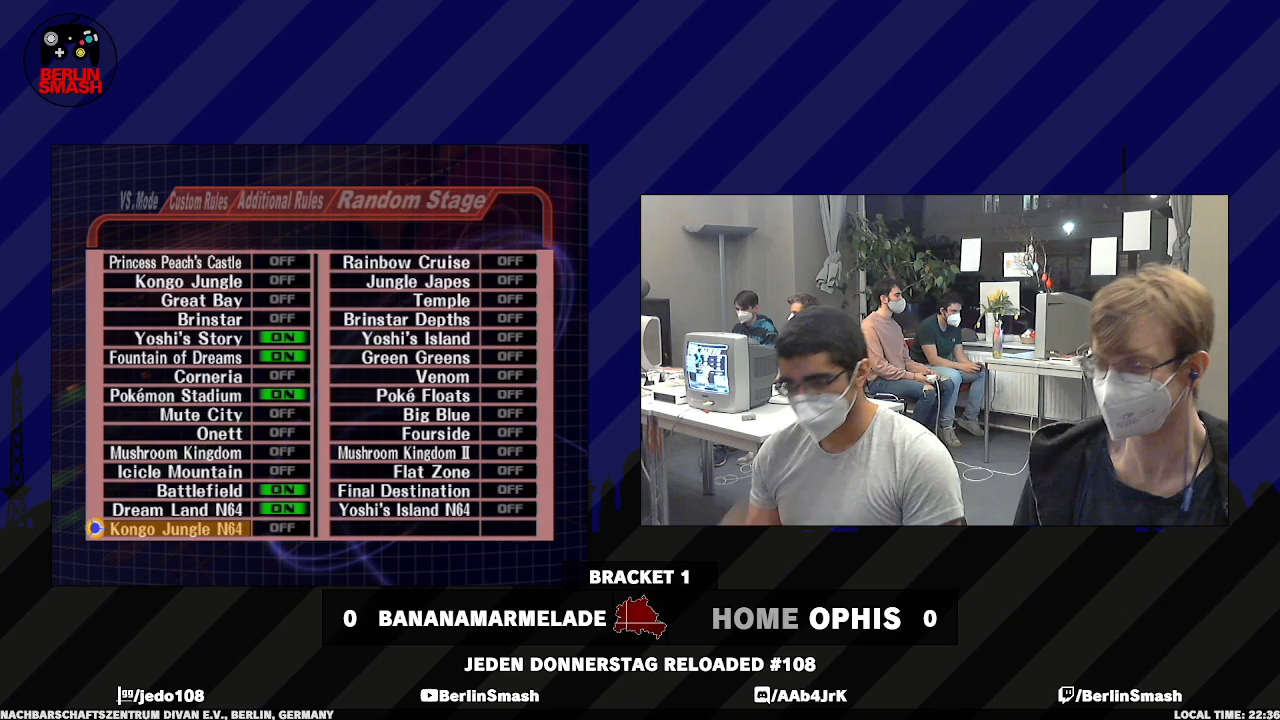 BERLIN
SMASH
VS. Mode Custom Rules Additional Rules Random Stage
Princess Peach's Castle OFF Rainbow Cruise OFF
Kongo Jungle OFF Jungle Japes OFF
Great Bay OFF Temple OFF
Brinstar OFF Brinstar Depths OFF
Yoshi's Story ON Yoshi's Island OFF
Fountain of Dreams ON Green Greens OFF
Corneria OFF Venom OFF
Pokémon Stadium ON Poké Floats OFF
Mute City OFF Big Blue OFF
Onett OFF Fourside OFF
Mushroom Kingdom OFF Mushroom Kingdom II OFF
Icicle Mountain OFF Flat Zone OFF
Battlefield ON Final Destination OFF
Dream Land N64 ON Yoshi's Island N64 OFF
Kongo Jungle N64 OFF
BRACKET 1
0 BANANAMARMELADE HOME OPHIS 0
JEDEN DONNERSTAG RELOADED #108
gg/jedo108 BerlinSmash /AAb4JrK /BerlinSmash
NACHBARSCHAFTSZENTRUM DIVAN E.V., BERLIN, GERMANY LOCAL TIME: 22:36